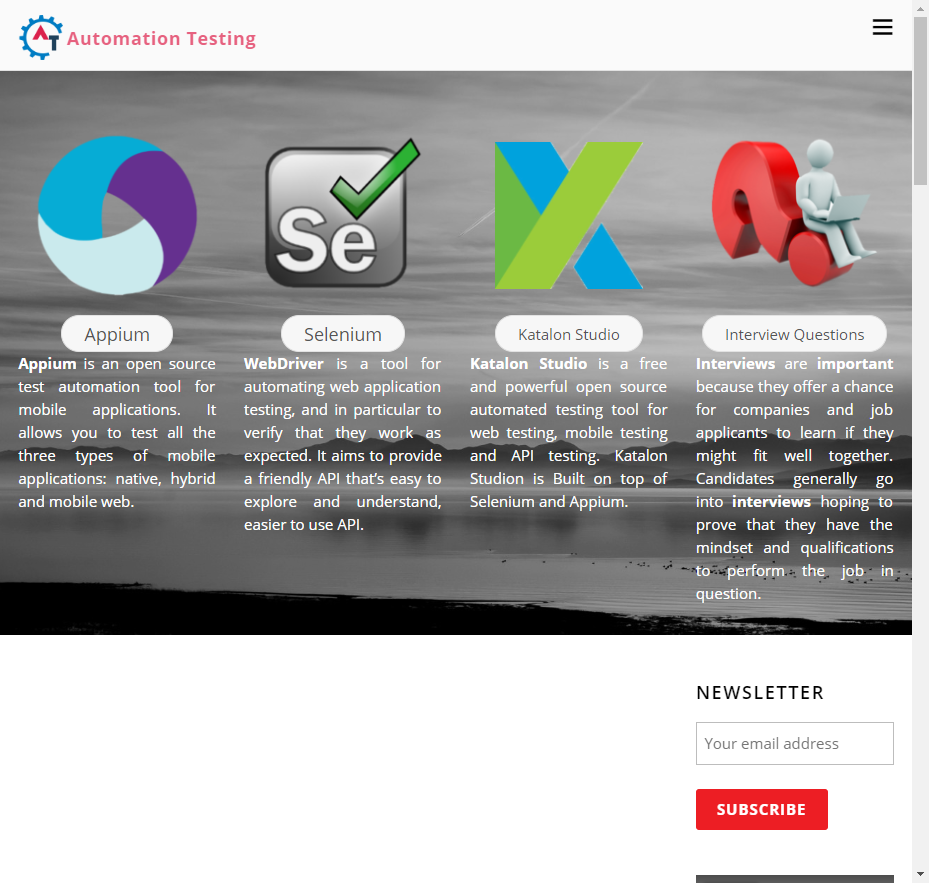 Automation Testing
Se
Appium
Appium is an open source
test automation tool for
mobile applications. It
allows you to test all the
three types of mobile
applications: native, hybrid
and mobile web.
Selenium
WebDriver is a tool for
automating web application
testing, and in particular to
verify that they work as
expected. It aims to provide
a friendly API that's easy to
explore and understand,
easier to use API.
Katalon Studio
Katalon Studio is a free
and powerful open source
automated testing tool for
web testing, mobile testing
and API testing. Katalon
Studion is Built on top of
Selenium and Appium.
Interview Questions
Interviews are important
because they offer a chance
for companies and job
applicants to learn if they
might fit well together.
Candidates generally go
into interviews hoping to
prove that they have the
mindset and qualifications
to perform the job in
question.
NEWSLETTER
Your email address
SUBSCRIBE